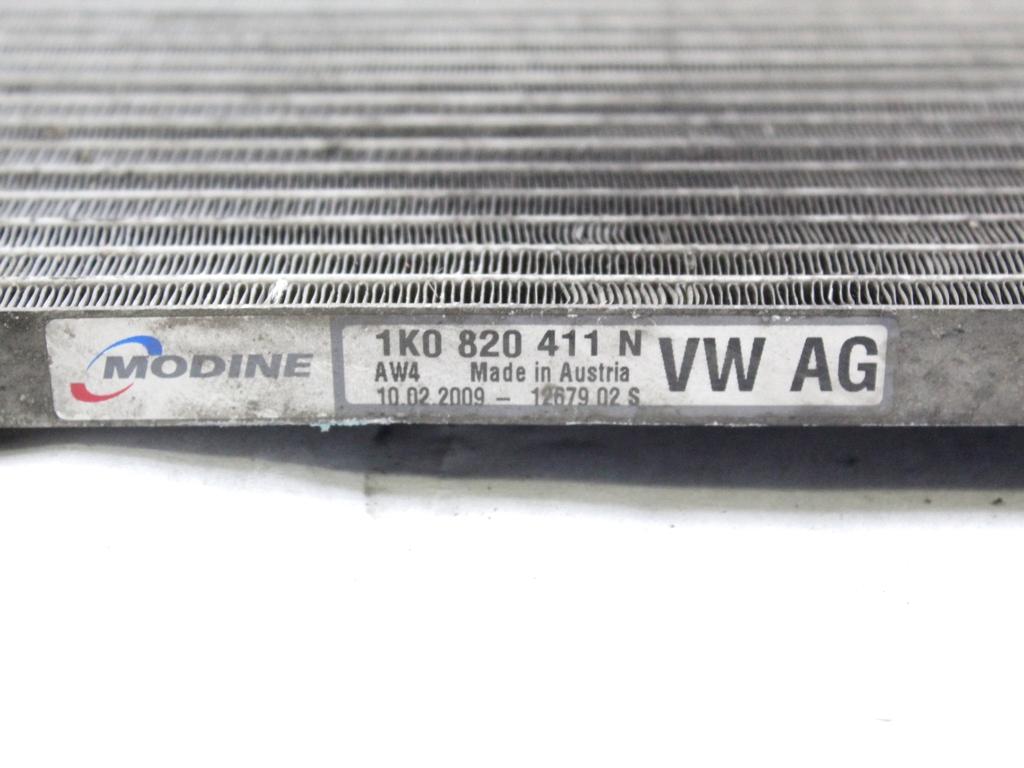 MODINE
1K0 820 411 N
AW4 Made in Austria
10.02.2009 - 12679 02 S
VW AG